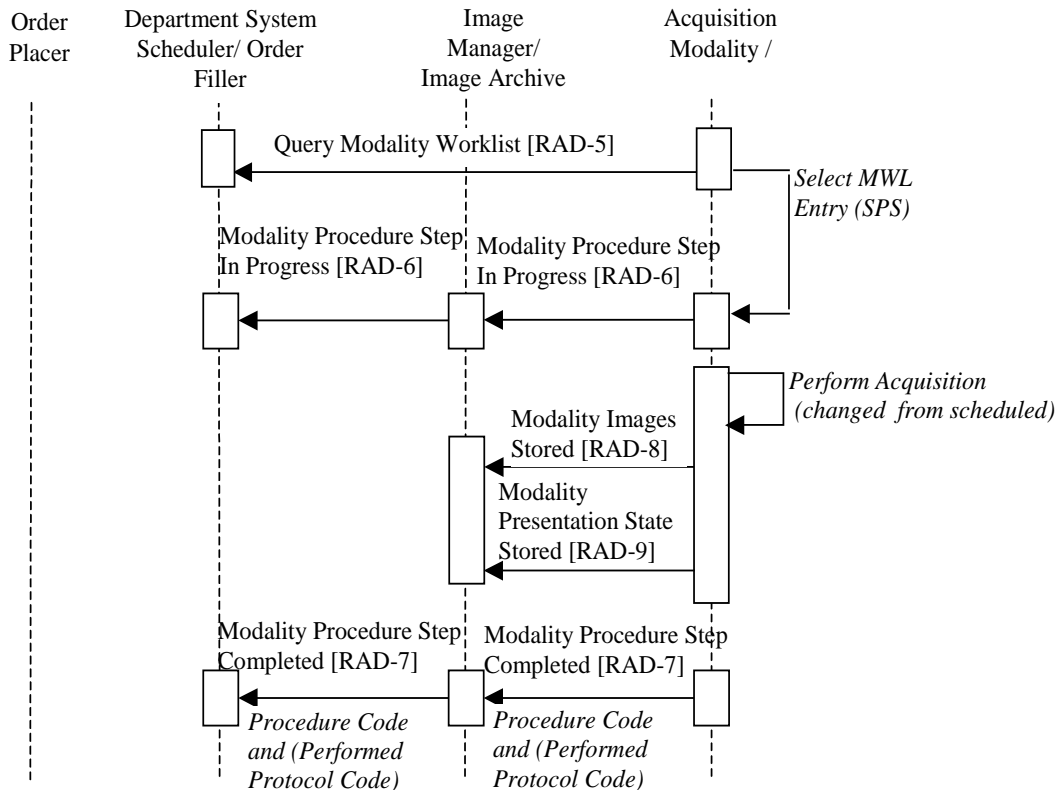 Order
Placer
Department System
Scheduler/ Order
Filler
Image
Manager/
Image Archive
Acquisition
Modality /
Query Modality Worklist [RAD-5]
Select MWL
Entry (SPS)
Modality Procedure Step
In Progress [RAD-6]
Modality Procedure Step
In Progress [RAD-6]
Perform Acquisition
(changed from scheduled)
Modality Images
Stored [RAD-8]
Modality
Presentation State
Stored [RAD-9]
Modality Procedure Step
Completed [RAD-7]
Modality Procedure Step
Completed [RAD-7]
Procedure Code
and (Performed
Protocol Code)
Procedure Code
and (Performed
Protocol Code)